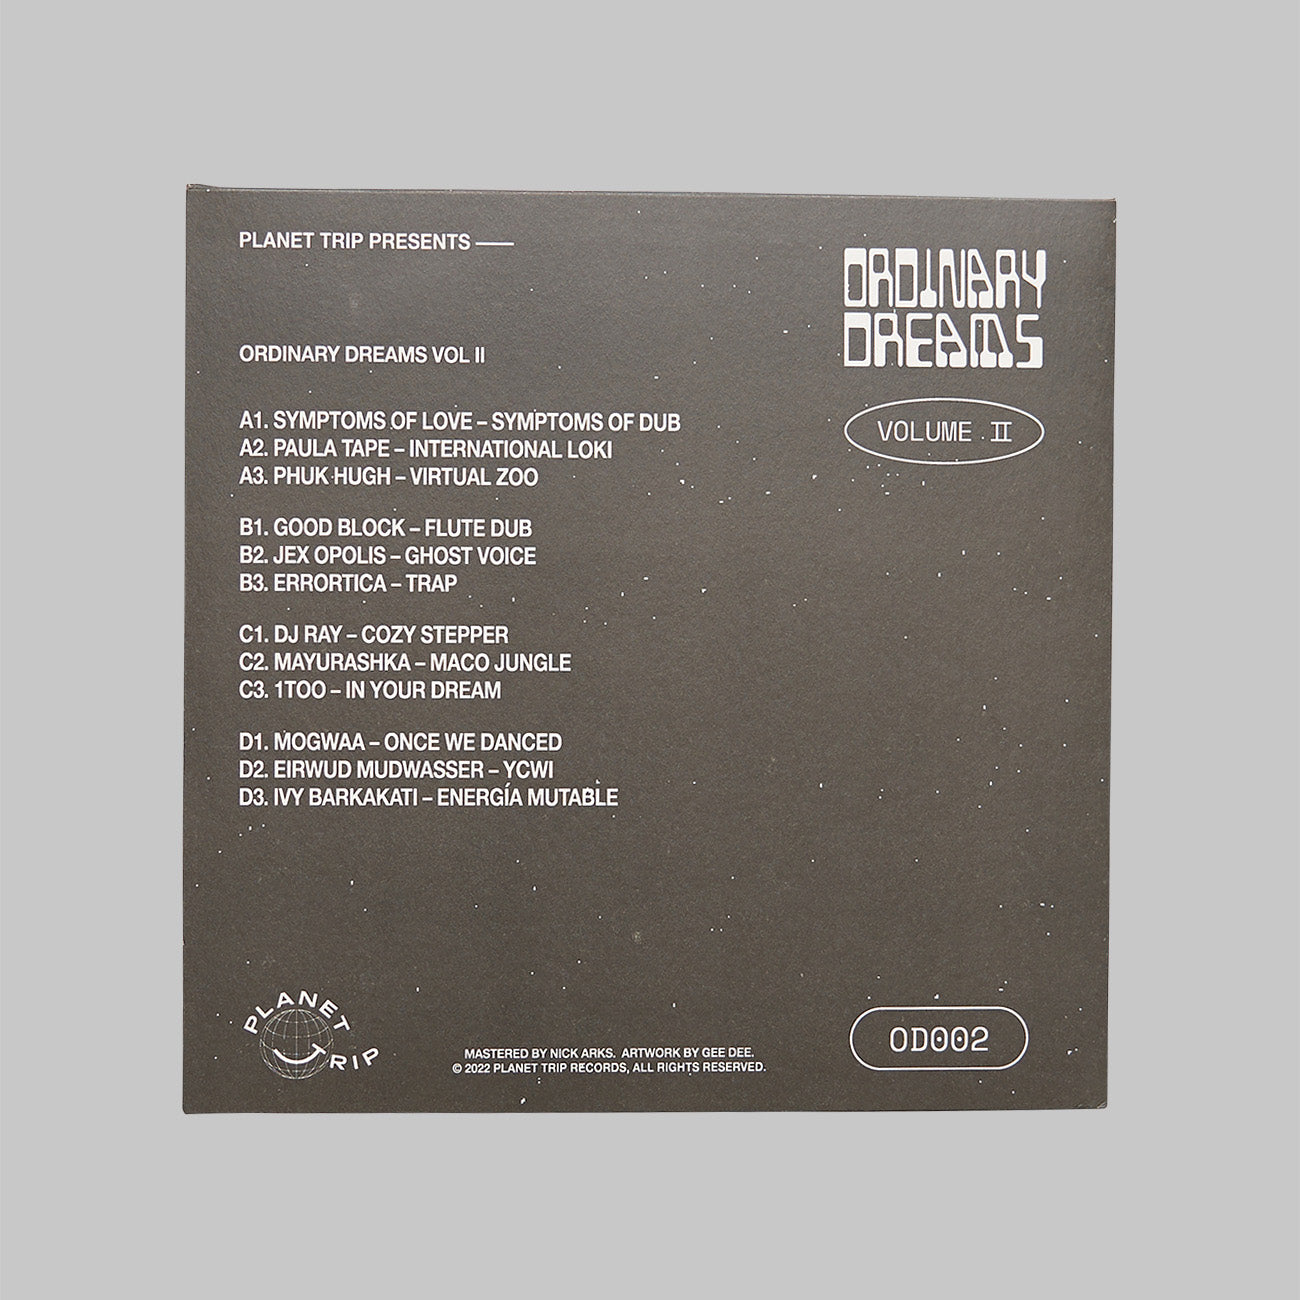 PLANET TRIP PRESENTS ——
ORDINARY
DREAMS
VOLUME II
ORDINARY DREAMS VOL II
A1. SYMPTOMS OF LOVE – SYMPTOMS OF DUB
A2. PAULA TAPE – INTERNATIONAL LOKI
A3. PHUK HUGH – VIRTUAL ZOO
B1. GOOD BLOCK – FLUTE DUB
B2. JEX OPOLIS – GHOST VOICE
B3. ERRORTICA – TRAP
C1. DJ RAY – COZY STEPPER
C2. MAYURASHKA – MACO JUNGLE
C3. 1TOO – IN YOUR DREAM
D1. MOGWAA – ONCE WE DANCED
D2. EIRWUD MUDWASSER – YCWI
D3. IVY BARKAKATI – ENERGÍA MUTABLE
PLANET
TRIP
MASTERED BY NICK ARKS. ARTWORK BY GEE DEE.
© 2022 PLANET TRIP RECORDS, ALL RIGHTS RESERVED.
OD002